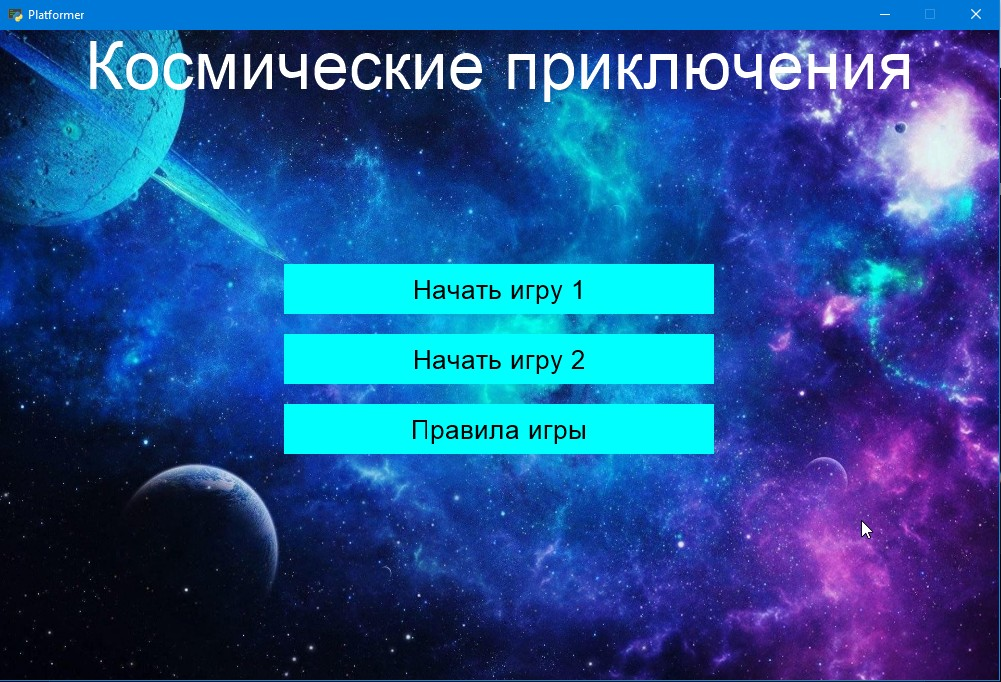 Platformer
Космические приключения
Начать игру 1
Начать игру 2
Правила игры